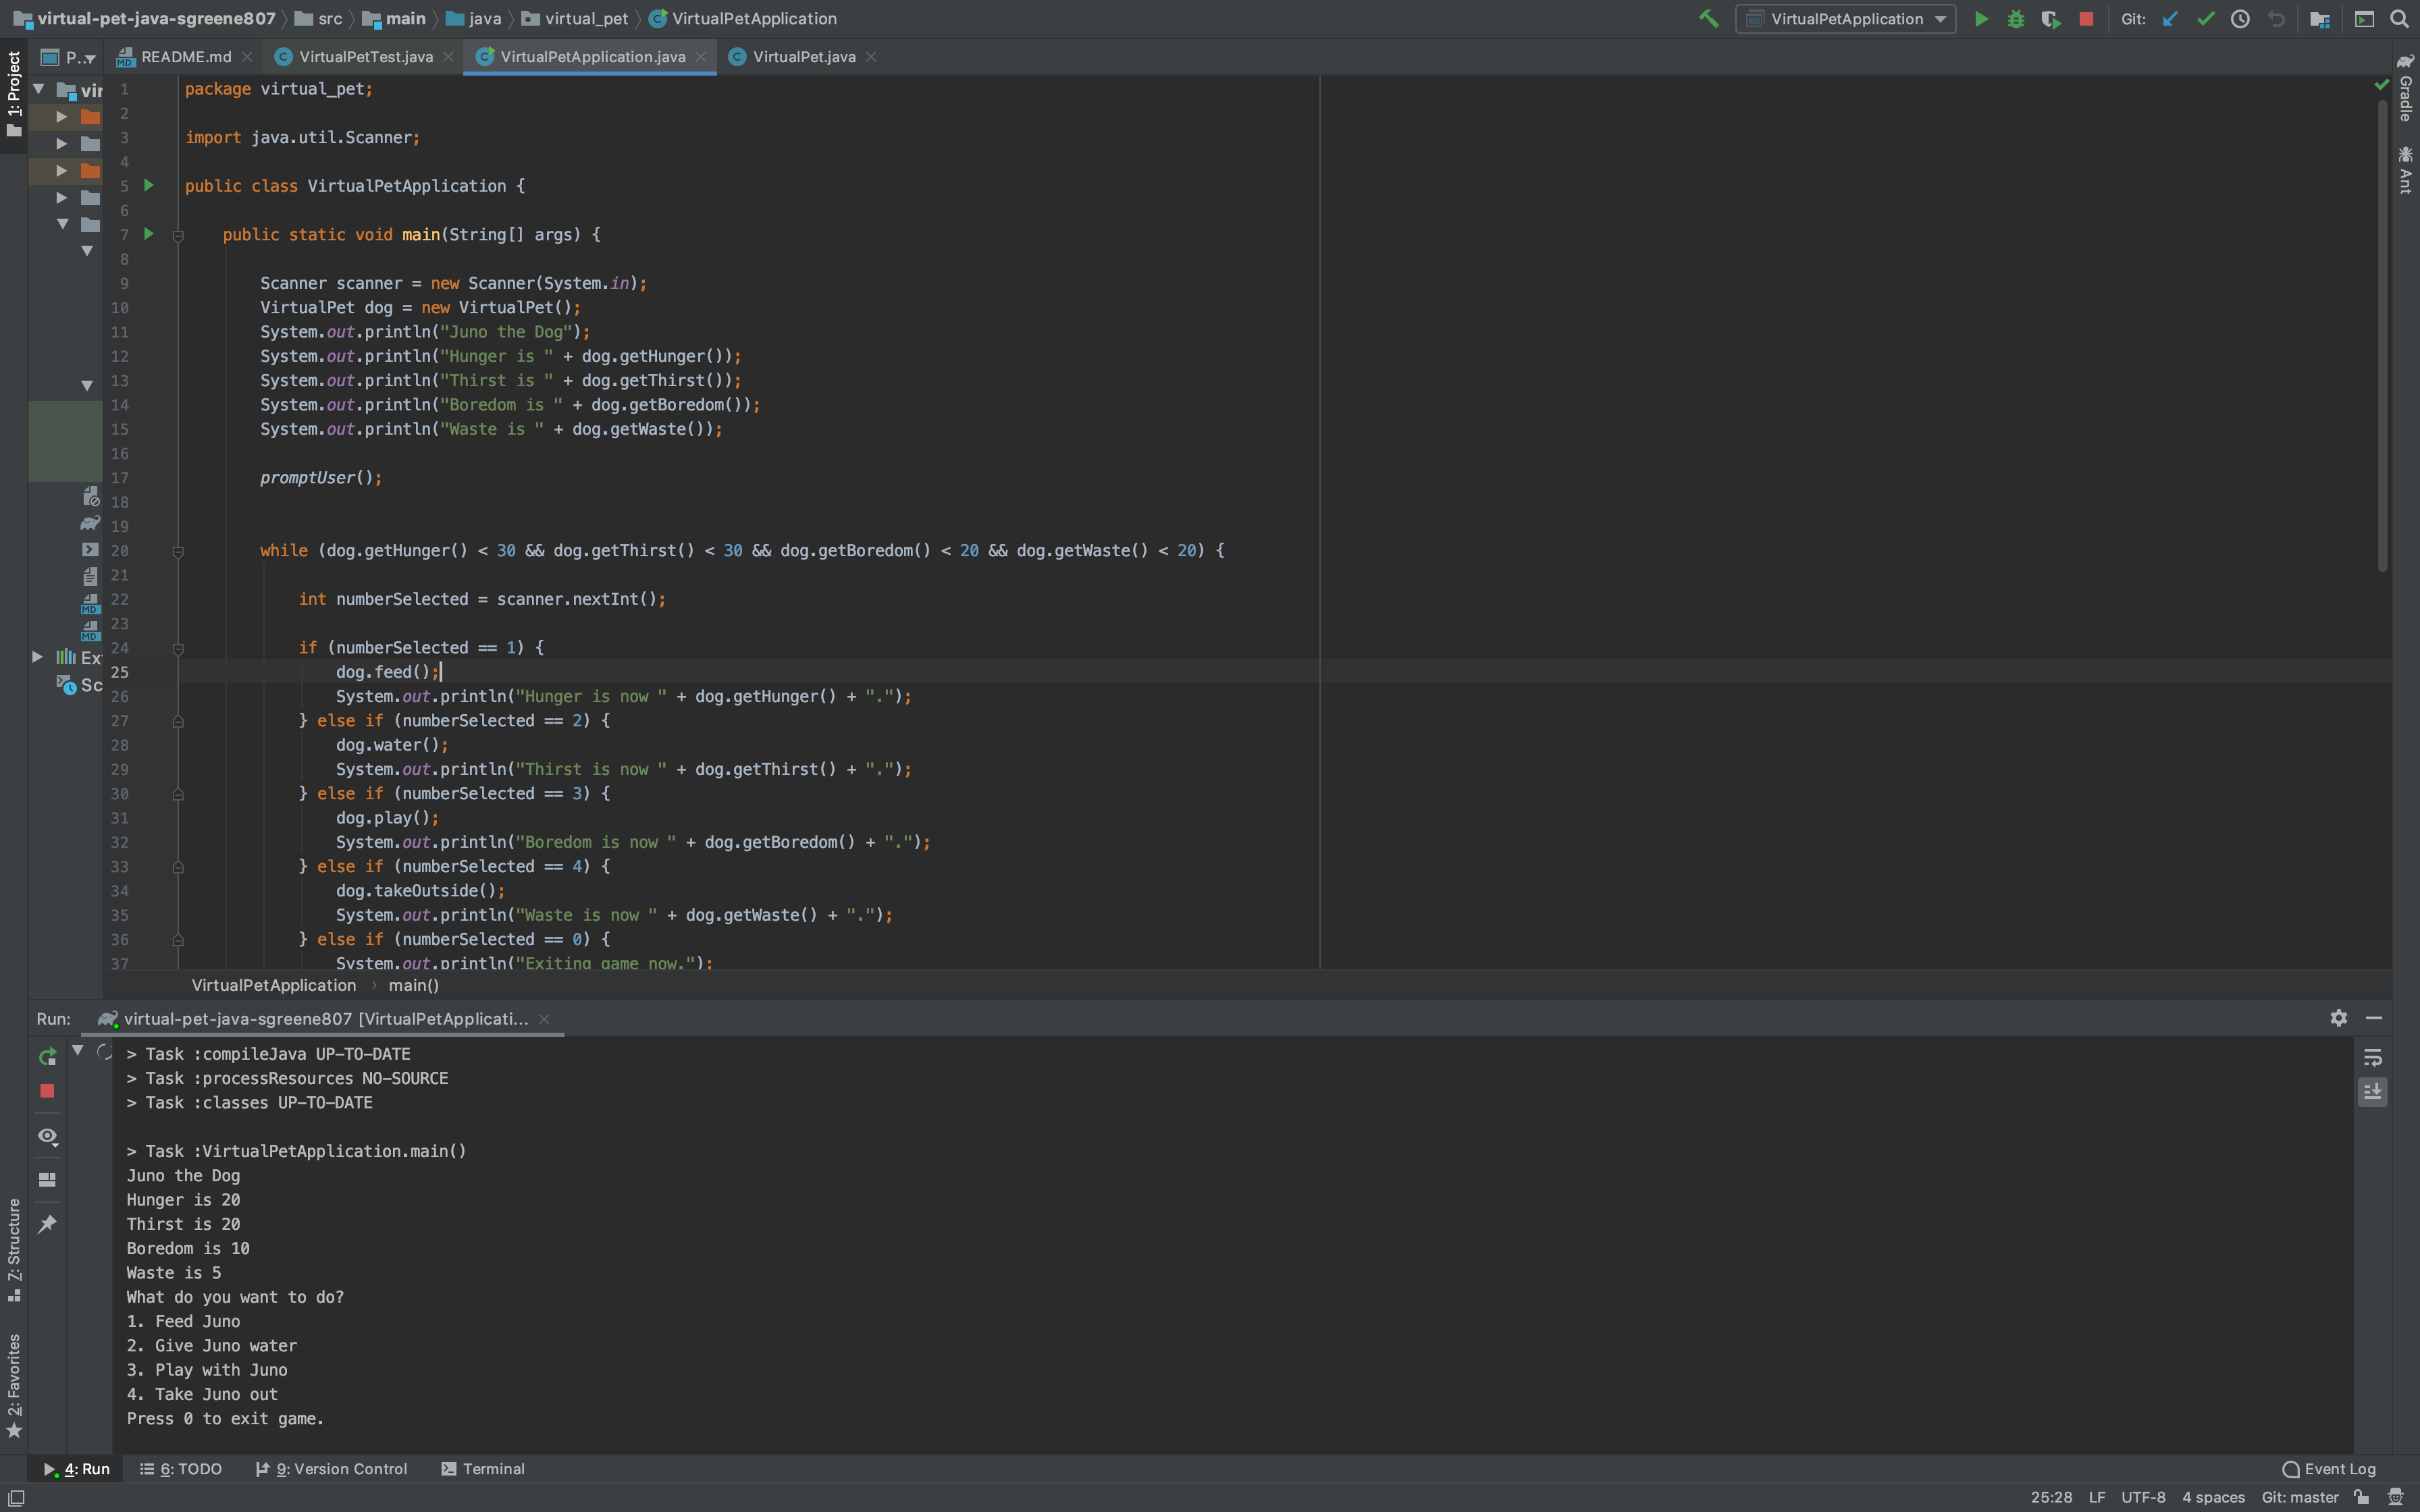 virtual-pet-java-sgreene807 src main java virtual_pet VirtualPetApplication VirtualPetApplication Git:
1: Project P.. README.md VirtualPetTest.java VirtualPetApplication.java VirtualPet.java
vir
Ex
Sc
Gradle
Ant
1 package virtual_pet;
2
3 import java.util.Scanner;
4
5 public class VirtualPetApplication {
6
7 public static void main(String[] args) {
8
9 Scanner scanner = new Scanner(System.in);
10 VirtualPet dog = new VirtualPet();
11 System.out.println("Juno the Dog");
12 System.out.println("Hunger is " + dog.getHunger());
13 System.out.println("Thirst is " + dog.getThirst());
14 System.out.println("Boredom is " + dog.getBoredom());
15 System.out.println("Waste is " + dog.getWaste());
16
17 promptUser();
18
19
20 while (dog.getHunger() < 30 && dog.getThirst() < 30 && dog.getBoredom() < 20 && dog.getWaste() < 20) {
21
22 int numberSelected = scanner.nextInt();
23
24 if (numberSelected == 1) {
25 dog.feed();
26 System.out.println("Hunger is now " + dog.getHunger() + ".");
27 } else if (numberSelected == 2) {
28 dog.water();
29 System.out.println("Thirst is now " + dog.getThirst() + ".");
30 } else if (numberSelected == 3) {
31 dog.play();
32 System.out.println("Boredom is now " + dog.getBoredom() + ".");
33 } else if (numberSelected == 4) {
34 dog.takeOutside();
35 System.out.println("Waste is now " + dog.getWaste() + ".");
36 } else if (numberSelected == 0) {
37 System.out.println("Exiting game now.");
VirtualPetApplication › main()
Run: virtual-pet-java-sgreene807 [VirtualPetApplicati...
> Task :compileJava UP-TO-DATE
> Task :processResources NO-SOURCE
> Task :classes UP-TO-DATE
> Task :VirtualPetApplication.main()
Juno the Dog
Hunger is 20
Thirst is 20
Boredom is 10
Waste is 5
What do you want to do?
1. Feed Juno
2. Give Juno water
3. Play with Juno
4. Take Juno out
Press 0 to exit game.
7: Structure
2: Favorites
4: Run 6: TODO 9: Version Control Terminal Event Log
25:28 LF UTF-8 4 spaces Git: master